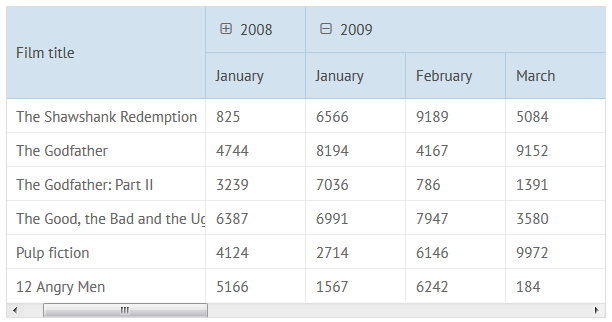 Film title 2008 2009
January January February March
The Shawshank Redemption 825 6566 9189 5084
The Godfather 4744 8194 4167 9152
The Godfather: Part II 3239 7036 786 1391
The Good, the Bad and the Ug 6387 6991 7947 3580
Pulp fiction 4124 2714 6146 9972
12 Angry Men 5166 1567 6242 184